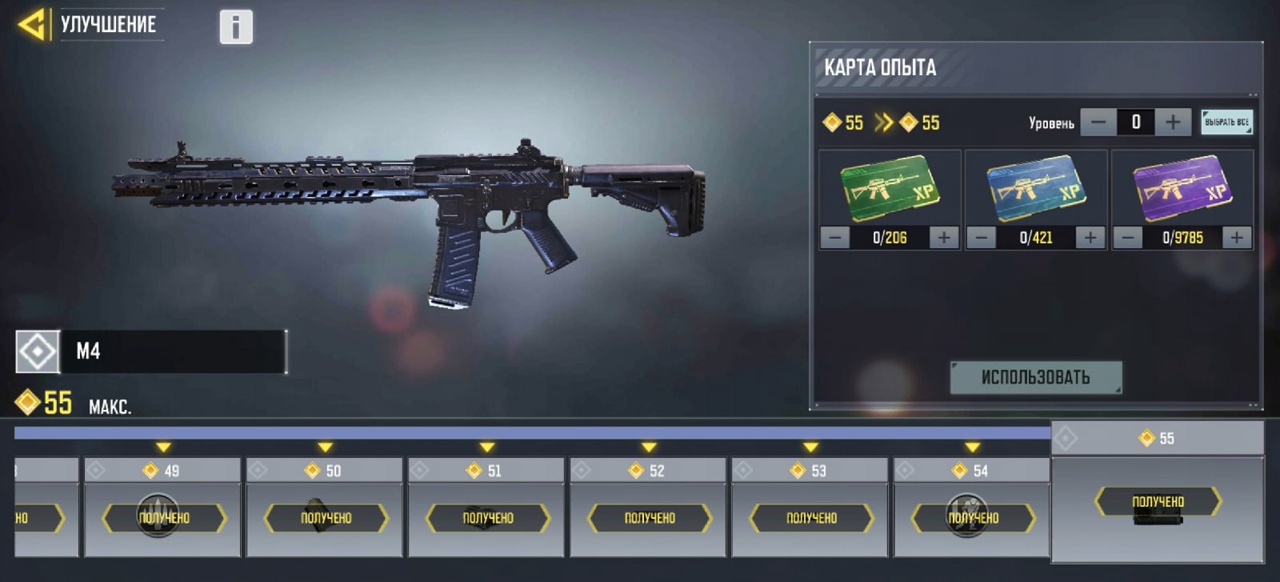 УЛУЧШЕНИЕ
i
КАРТА ОПЫТА
55 55
Уровень 0 ВЫБРАТЬ ВСЕ
XP XP XP
0/206 0/421 0/9785
ИСПОЛЬЗОВАТЬ
M4
55 МАКС.
49 50 51 52 53 54 55
ПОЛУЧЕНО ПОЛУЧЕНО ПОЛУЧЕНО ПОЛУЧЕНО ПОЛУЧЕНО ПОЛУЧЕНО ПОЛУЧЕНО